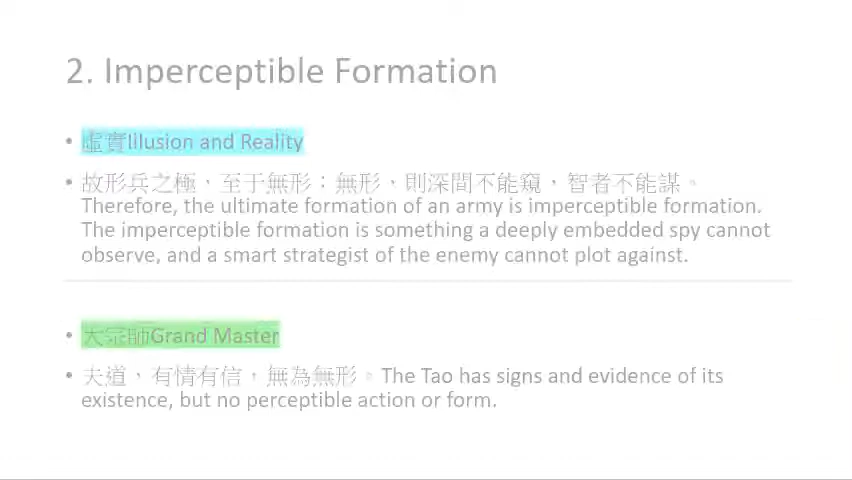 2. Imperceptible Formation
• 虛實Illusion and Reality
• 故形兵之極，至于無形；無形，則深間不能窺，智者不能謀。
Therefore, the ultimate formation of an army is imperceptible formation.
The imperceptible formation is something a deeply embedded spy cannot
observe, and a smart strategist of the enemy cannot plot against.
• 大宗師Grand Master
• 夫道，有情有信，無為無形。The Tao has signs and evidence of its
existence, but no perceptible action or form.